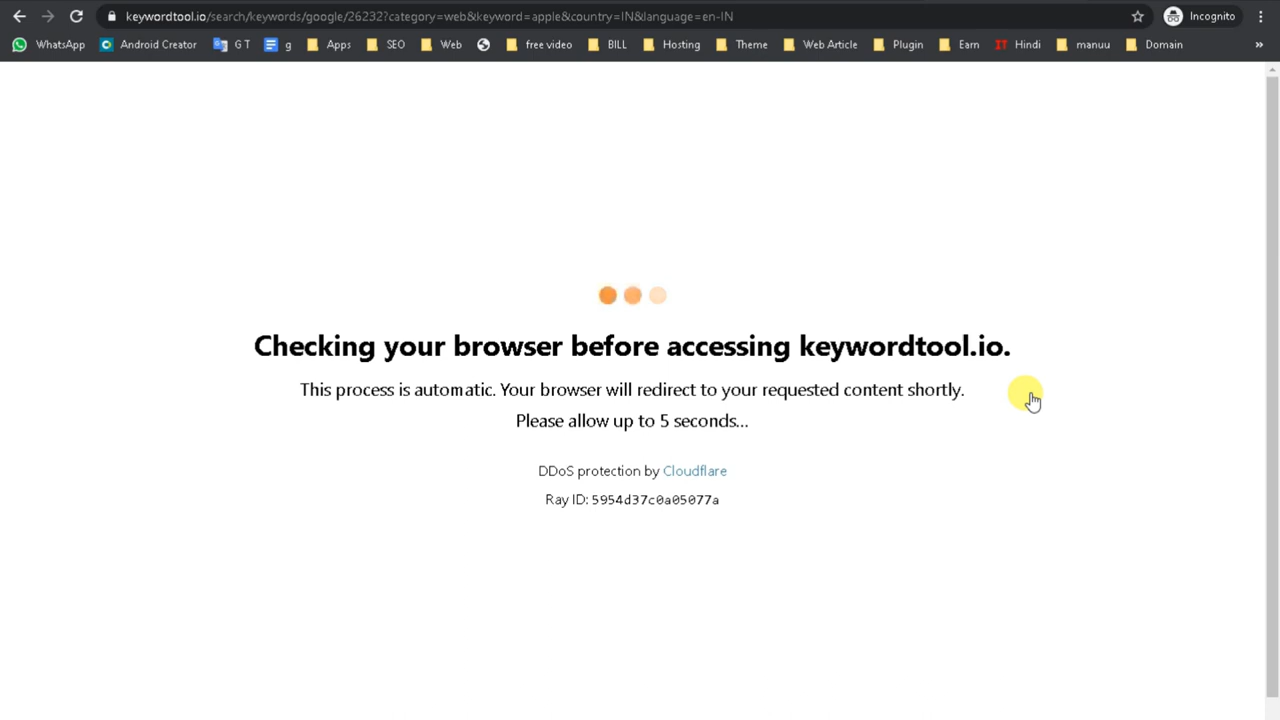 keywordtool.io/search/keywords/google/26232?category=web&keyword=apple&country=IN&language=en-IN
Incognito
WhatsApp Android Creator G T g Apps SEO Web free video BILL Hosting Theme Web Article Plugin Earn IT Hindi manuu Domain »
Checking your browser before accessing keywordtool.io.
This process is automatic. Your browser will redirect to your requested content shortly.
Please allow up to 5 seconds...
DDoS protection by Cloudflare
Ray ID: 5954d37c0a05077a